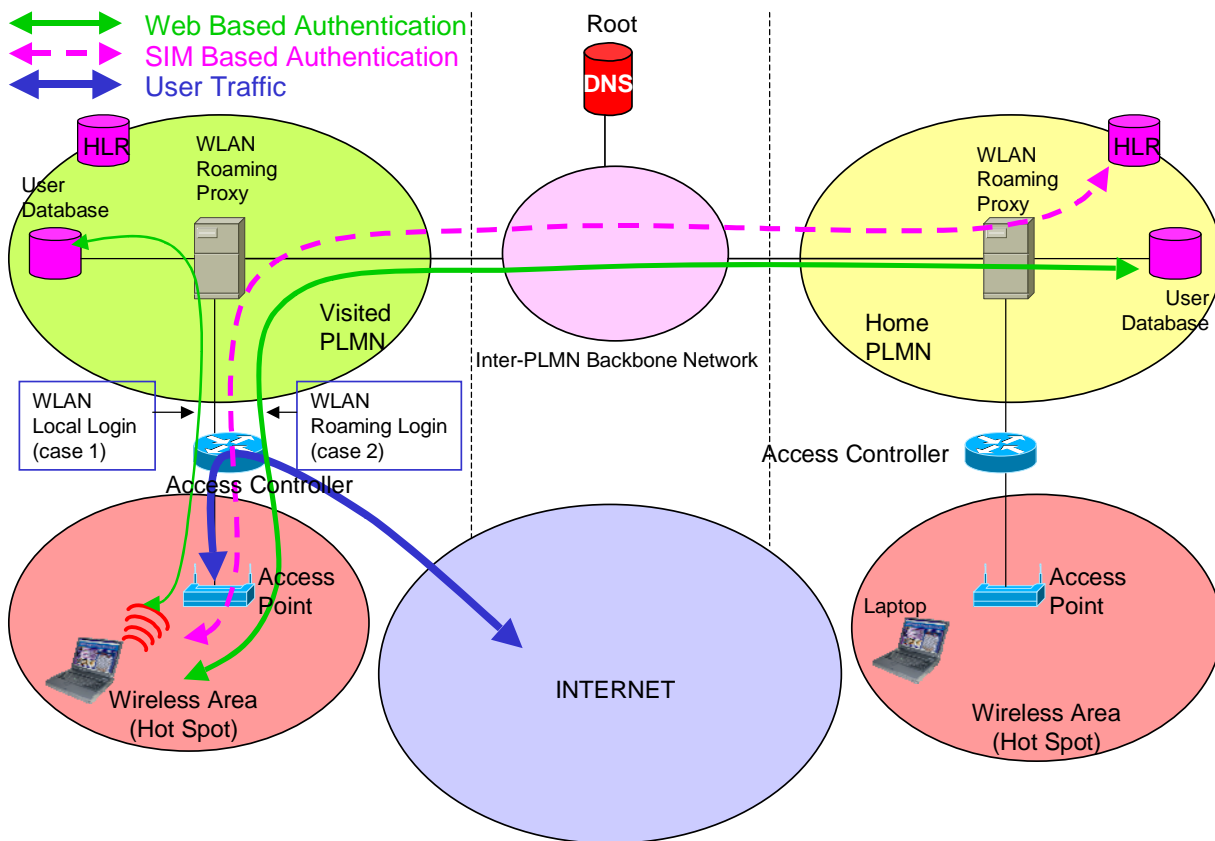 Web Based Authentication
SIM Based Authentication
User Traffic
Root
DNS
HLR
WLAN
Roaming
Proxy
User
Database
Visited
PLMN
Inter-PLMN Backbone Network
HLR
WLAN
Roaming
Proxy
User
Database
Home
PLMN
WLAN
Local Login
(case 1)
WLAN
Roaming Login
(case 2)
Access Controller
Access Controller
Access
Point
Wireless Area
(Hot Spot)
INTERNET
Access
Point
Laptop
Wireless Area
(Hot Spot)